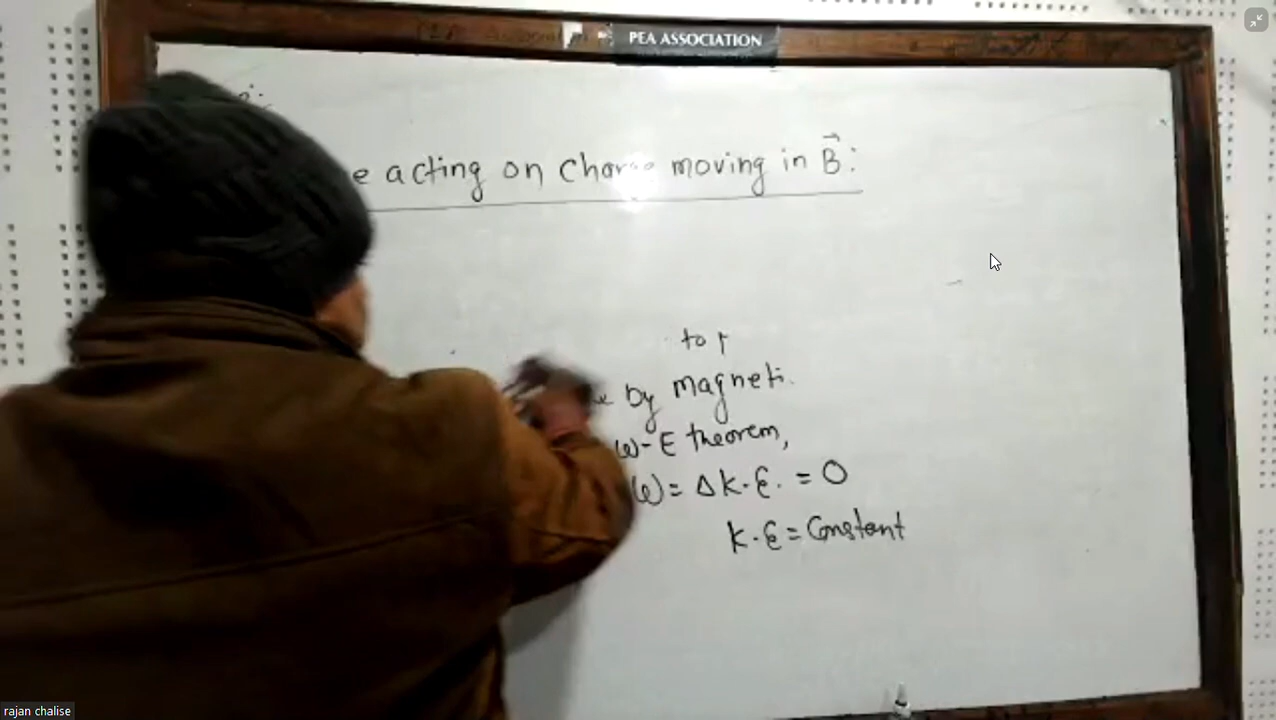 PEA ASSOCIATION
acting on Charge moving in B⃗:
to
by magneti.
W-E theorem,
W = ΔK.E. = 0
K.E = Constant
rajan chalise